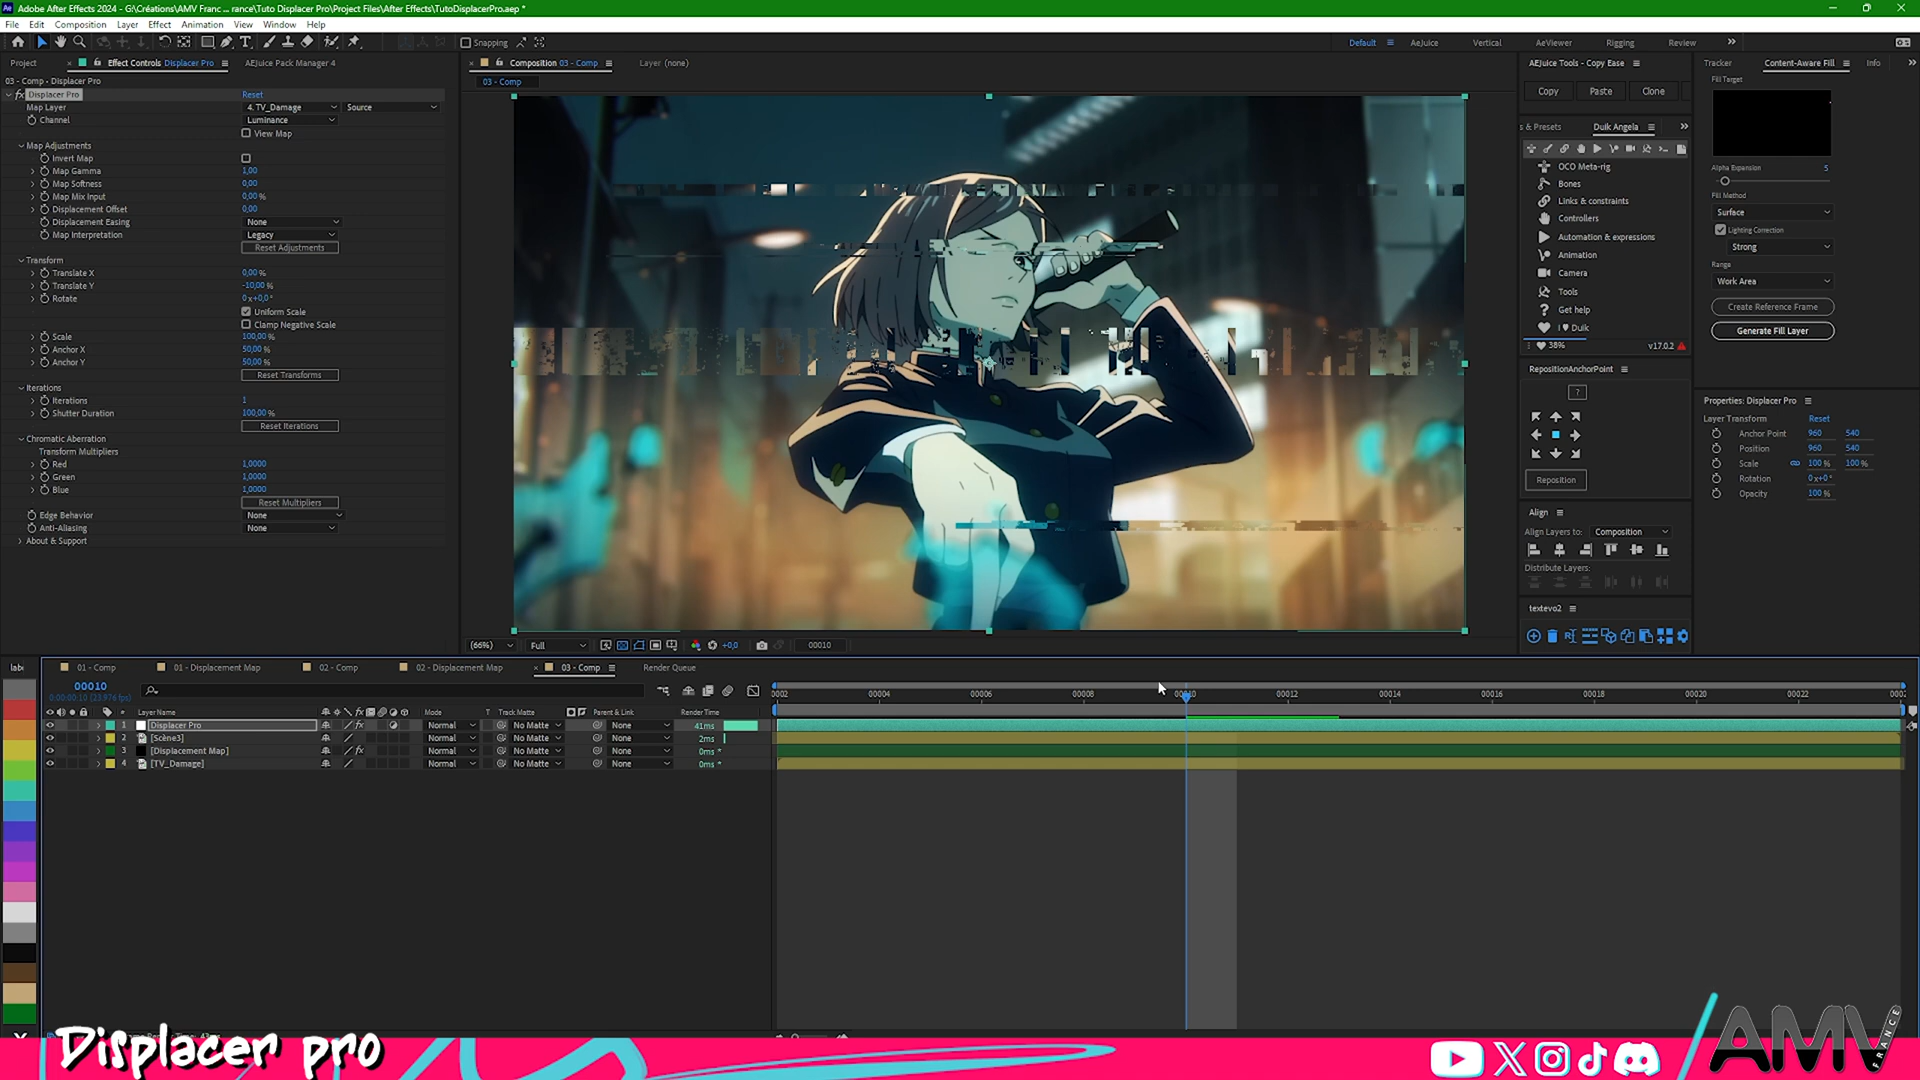 Adobe After Effects 2024 - G:\Créations\AMV Franc ... rance\Tuto Displacer Pro\Project Files\After Effects\TutoDisplacerPro.aep *
File Edit Composition Layer Effect Animation View Window Help
Snapping
Default AeJuice Vertical AeViewer Rigging Review
Project Effect Controls Displacer Pro AEJuice Pack Manager 4
03 - Comp • Displacer Pro
fx Displacer Pro Reset
Map Layer 4. TV_Damage Source
Channel Luminance
View Map
Map Adjustments
Invert Map
Map Gamma 1,00
Map Softness 0,00
Map Mix Input 0,00 %
Displacement Offset 0,00
Displacement Easing None
Map Interpretation Legacy
Reset Adjustments
Transform
Translate X 0,00 %
Translate Y -10,00 %
Rotate 0 x+0,0 °
Uniform Scale
Clamp Negative Scale
Scale 100,00 %
Anchor X 50,00 %
Anchor Y 50,00 %
Reset Transforms
Iterations
Iterations 1
Shutter Duration 100,00 %
Reset Iterations
Chromatic Aberration
Transform Multipliers
Red 1,0000
Green 1,0000
Blue 1,0000
Reset Multipliers
Edge Behavior None
Anti-Aliasing None
About & Support
Composition 03 - Comp Layer (none)
03 - Comp
(66%) Full +0,0 00010
AEJuice Tools - Copy Ease
Copy Paste Clone
s & Presets Duik Angela
OCO Meta-rig
Bones
Links & constraints
Controllers
Automation & expressions
Animation
Camera
Tools
Get help
I ♥ Duik
38% v17.0.2
RepositionAnchorPoint
?
Reposition
Align
Align Layers to: Composition
Distribute Layers:
textevo2
Tracker Content-Aware Fill Info
Fill Target
Alpha Expansion 5
Fill Method
Surface
Lighting Correction
Strong
Range
Work Area
Create Reference Frame
Generate Fill Layer
Properties: Displacer Pro
Layer Transform Reset
Anchor Point 960 540
Position 960 540
Scale 100 % 100 %
Rotation 0 x+0 °
Opacity 100 %
01 - Comp 01 - Displacement Map 02 - Comp 02 - Displacement Map 03 - Comp Render Queue
00010
0:00:00:10 (23.976 fps)
0002 00004 00006 00008 00010 00012 00014 00016 00018 00020 00022
# Layer Name Mode T Track Matte Parent & Link Render Time
1 Displacer Pro Normal No Matte None 41ms
2 [Scène3] Normal No Matte None 2ms
3 [Displacement Map] Normal No Matte None 0ms *
4 [TV_Damage] Normal No Matte None 0ms *
Displacer pro
AMV FRANCE